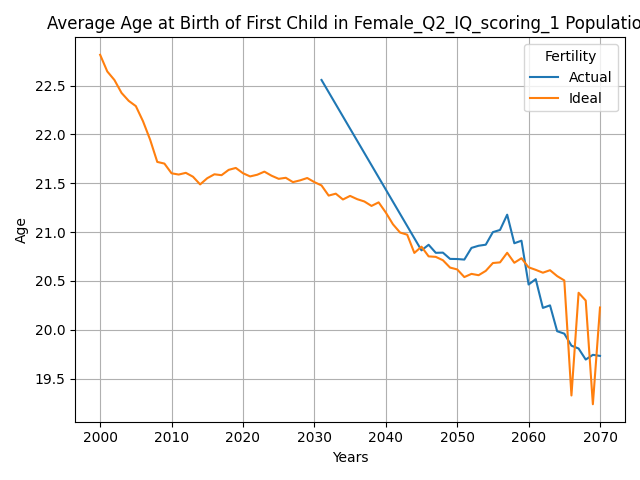 Average Age at Birth of First Child in Female_Q2_IQ_scoring_1 Populatio
Fertility
Actual
Ideal
22.5
22.0
21.5
21.0
20.5
20.0
19.5
Age
2000 2010 2020 2030 2040 2050 2060 2070
Years